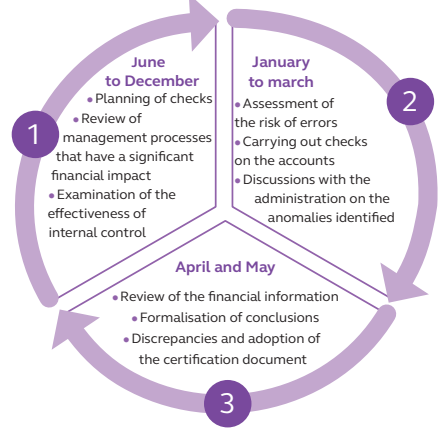 1
June
to December
• Planning of checks
• Review of
management processes
that have a significant
financial impact
• Examination of the
effectiveness of
internal control
2
January
to march
• Assessment of
the risk of errors
• Carrying out checks
on the accounts
• Discussions with the
administration on the
anomalies identified
April and May
• Review of the financial information
• Formalisation of conclusions
• Discrepancies and adoption of
the certification document
3